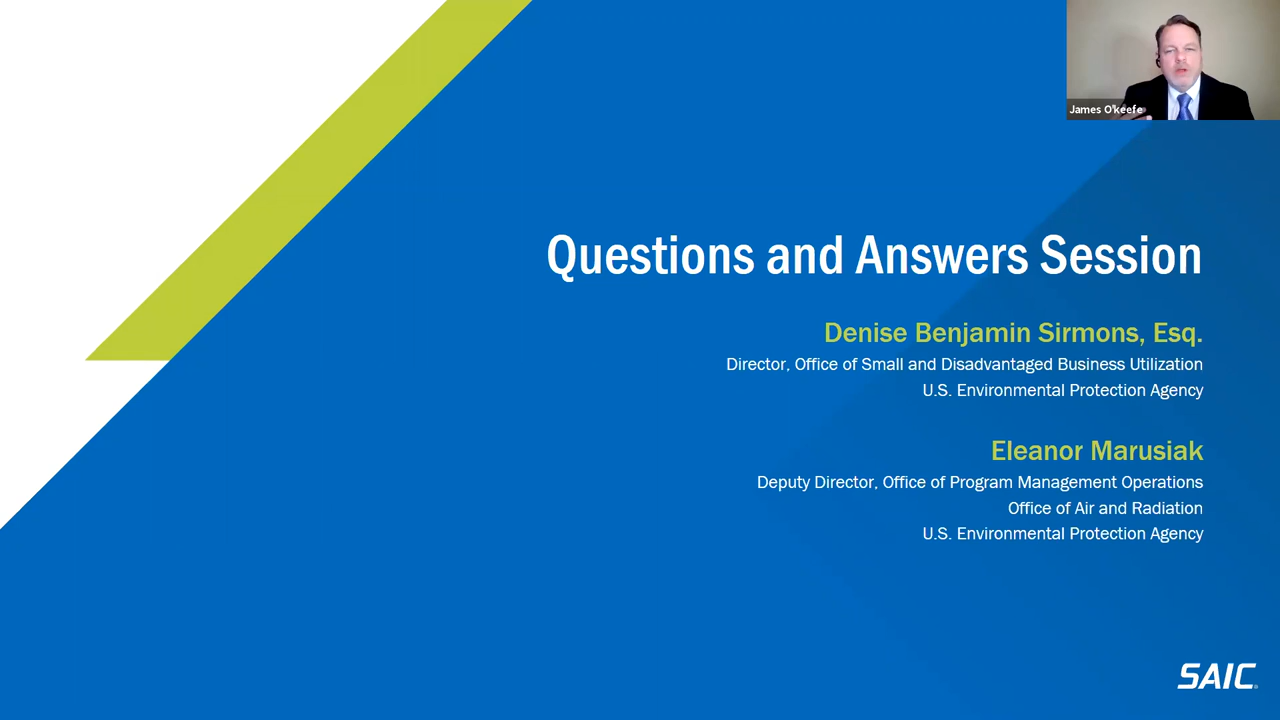 James O'keefe
Questions and Answers Session
Denise Benjamin Sirmons, Esq.
Director, Office of Small and Disadvantaged Business Utilization
U.S. Environmental Protection Agency
Eleanor Marusiak
Deputy Director, Office of Program Management Operations
Office of Air and Radiation
U.S. Environmental Protection Agency
SAIC